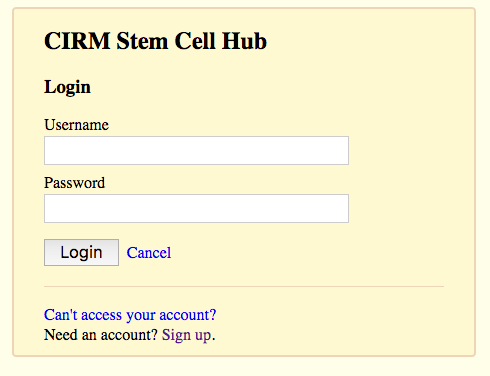 CIRM Stem Cell Hub
Login
Username
Password
Login Cancel
Can't access your account?
Need an account? Sign up.